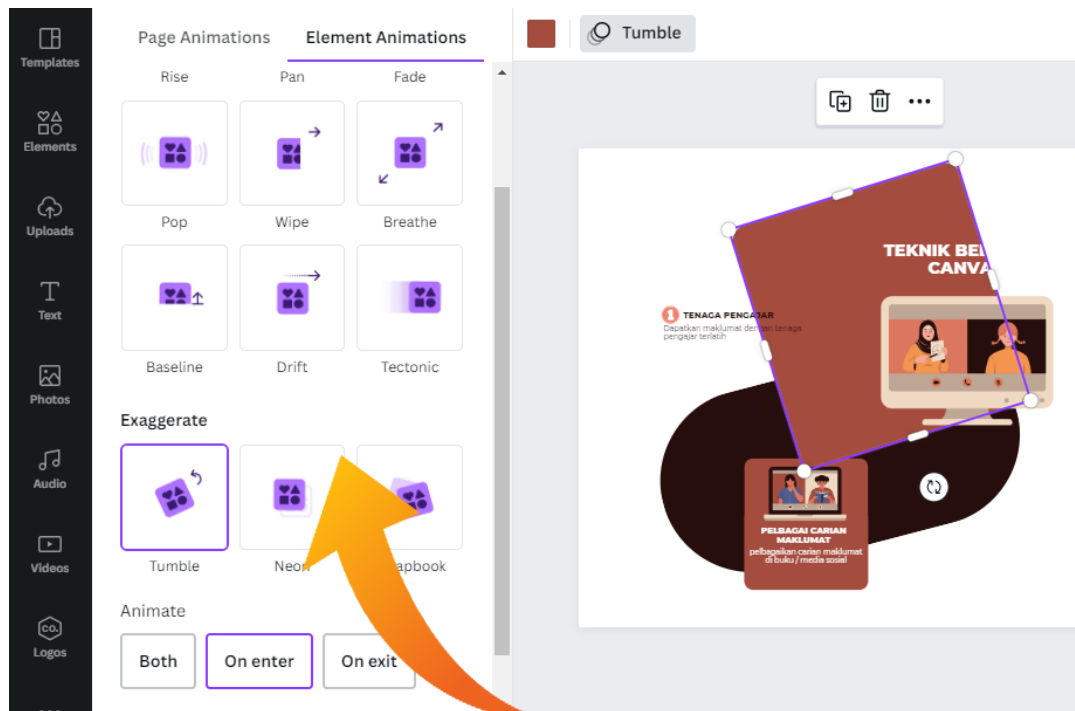 Templates
Elements
Uploads
Text
Photos
Audio
Videos
CO.
Logos
Page Animations
Element Animations
Rise
Pan
Fade
Pop
Wipe
Breathe
Baseline
Drift
Tectonic
Exaggerate
Tumble
Neon
apbook
Animate
Both
On enter
On exit
Tumble
TEKNIK BE
CANVA
1 TENAGA PENGAJAR
Dapatkan maklumat dengan tenaga
pengajar terlatih
PELBAGAI CARIAN
MAKLUMAT
pelbagaikan carian maklumat
di buku / media sosial